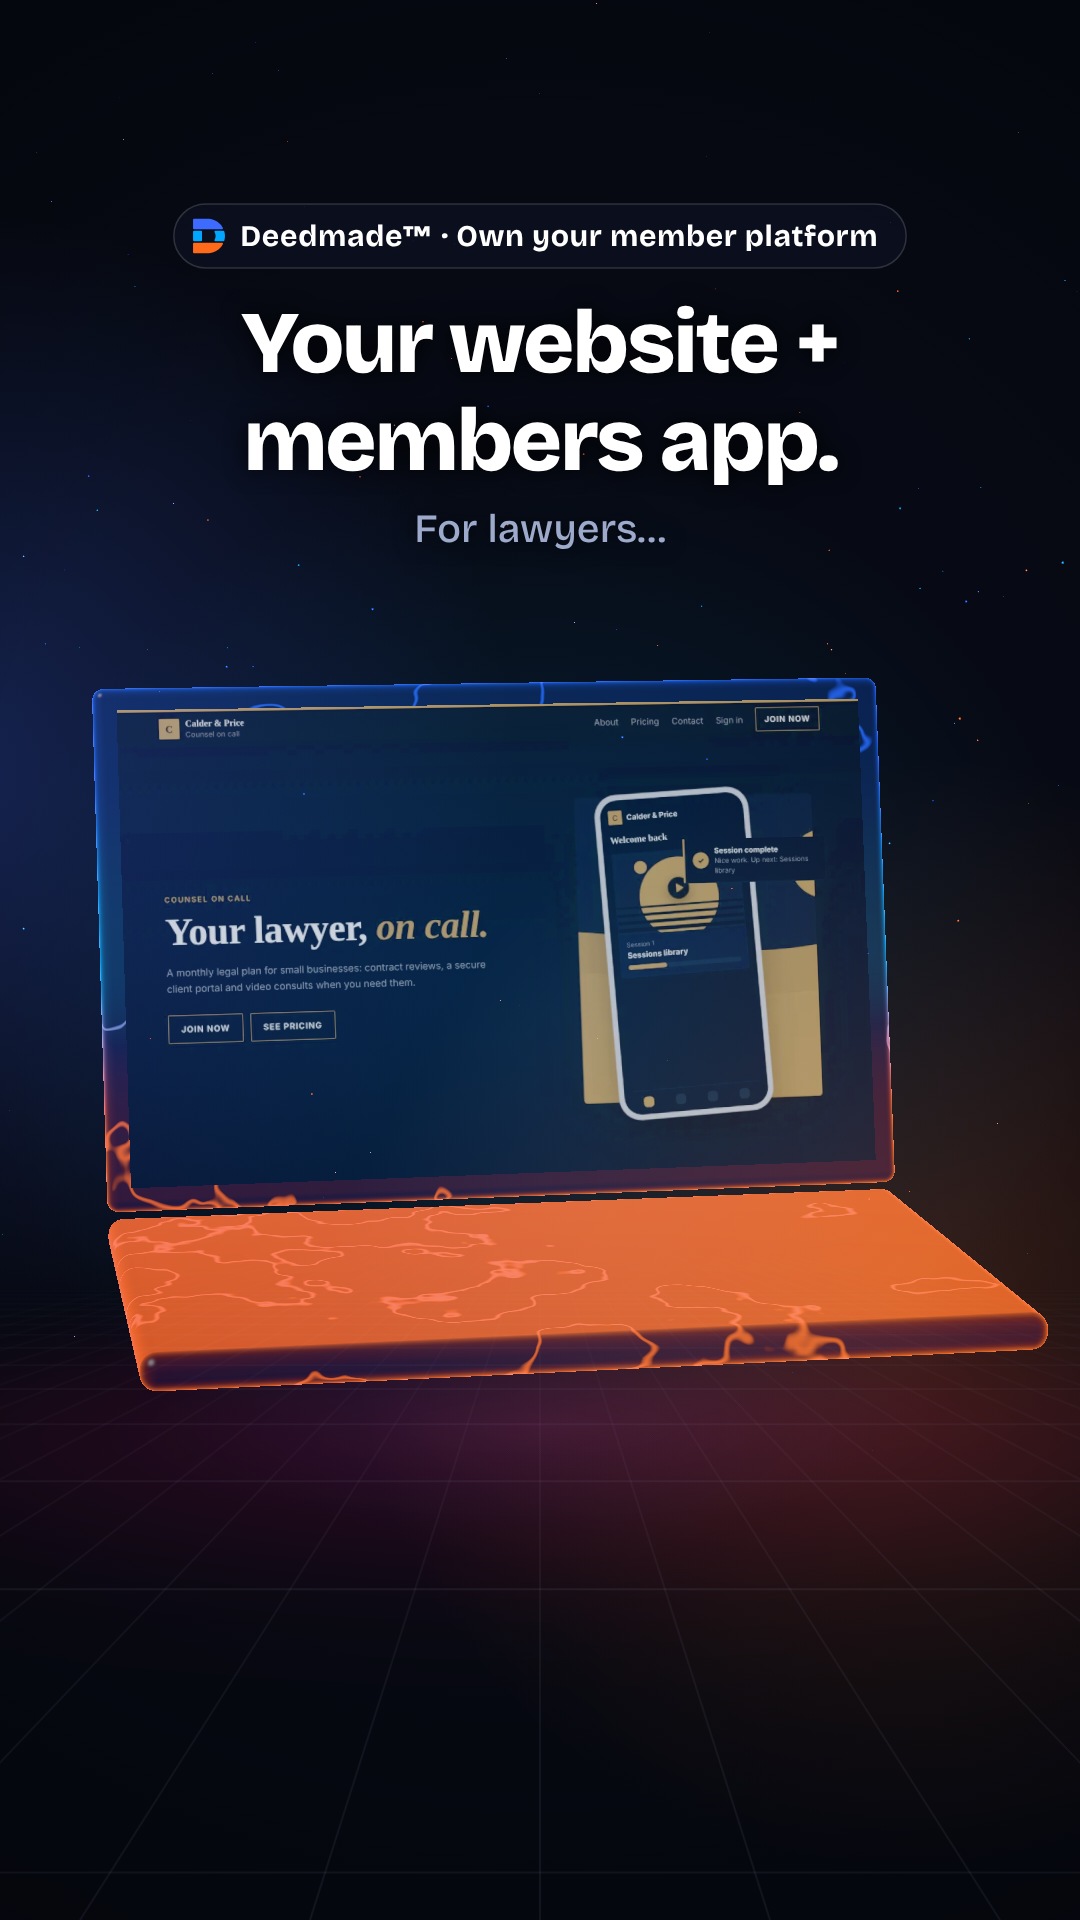 Deedmade™ · Own your member platform
Your website +
members app.
For lawyers...
C
Calder & Price
Counsel on call
About
Pricing
Contact
Sign in
JOIN NOW
COUNSEL ON CALL
Your lawyer, on call.
A monthly legal plan for small businesses: contract reviews, a secure
client portal and video consults when you need them.
JOIN NOW
SEE PRICING
C
Calder & Price
Welcome back
Session complete
Nice work. Up next: Sessions
library
Session 1
Sessions library